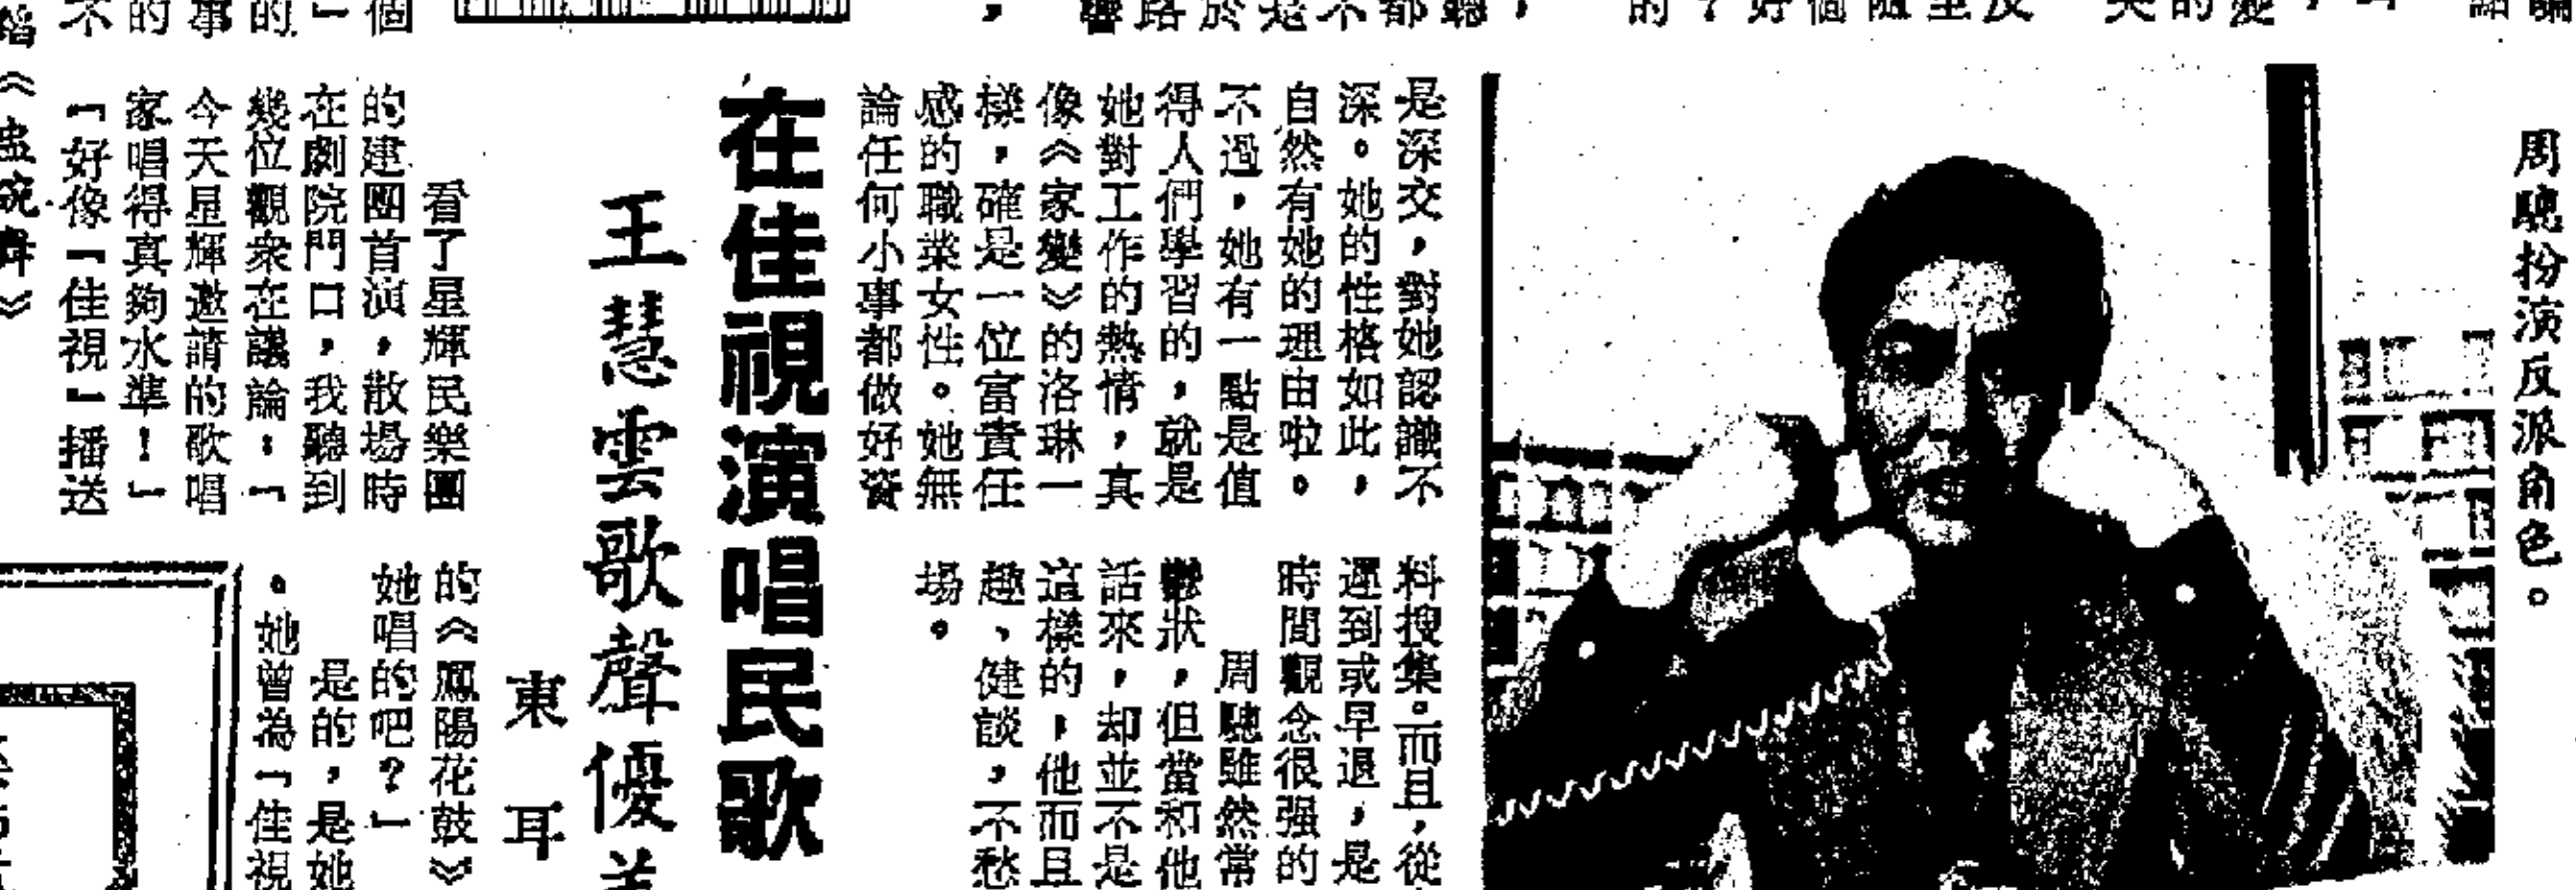 周聰扮演反派角色。
是深交，對她認識不
深。她的性格如此，
自然有她的理由啦。
不過，她有一點是值
得人們學習的，就是
她對工作的熱情，真
像《家變》的洛琳一
樣，確是一位富責任
感的職業女性。她無
論任何小事都做好資
料搜集。而且，從
遲到或早退，是
時間觀念很强的
周聰雖然常
狀，但當和他
話來，却並不是
這樣的，他而且
趣、健談，不愁
場。
在佳視演唱民歌
王慧雲歌聲優美
東耳
看了星輝民樂團
的建團首演，散場時
在劇院門口，我聽到
幾位觀衆在議論：「
今天星輝邀請的歌唱
家唱得真夠水準！」
「好像「佳視」播送
的《鳳陽花鼓》
她唱的吧？」
是的，是她
。她曾為「佳視